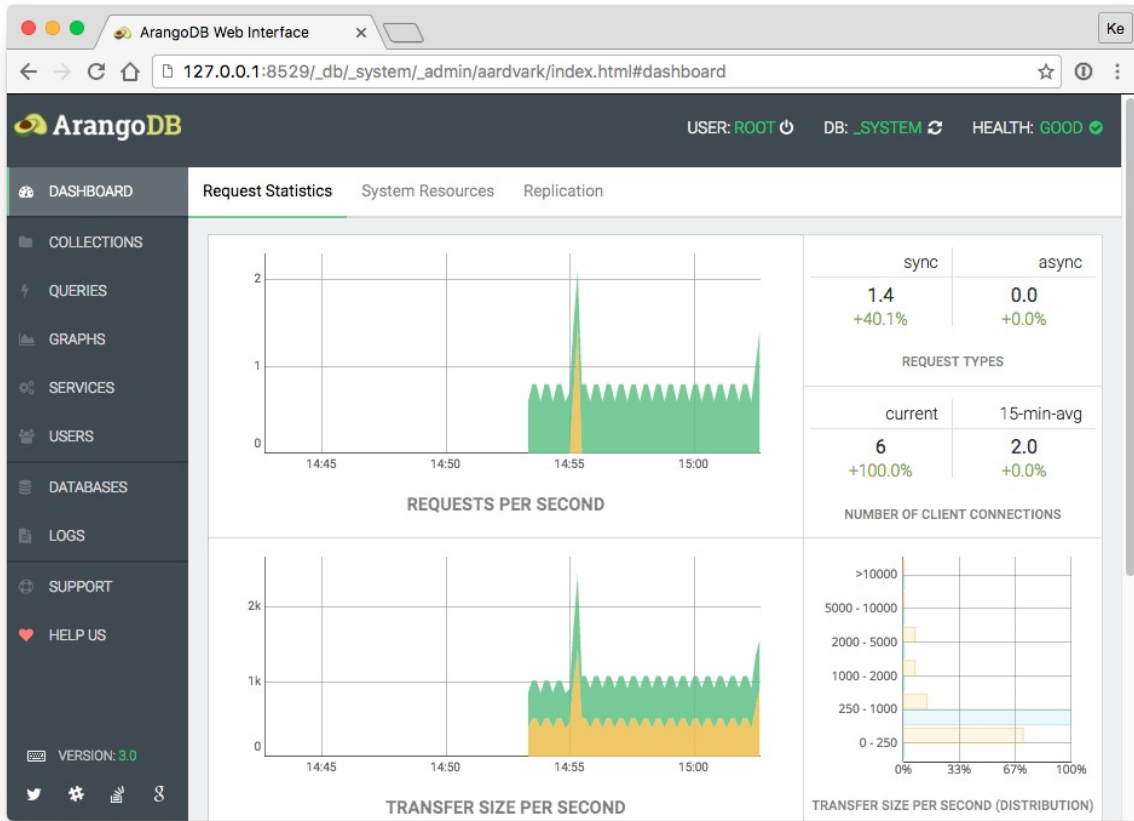 ArangoDB Web Interface
Ke
127.0.0.1:8529/_db/_system/_admin/aardvark/index.html#dashboard
ArangoDB
USER: ROOT
DB: _SYSTEM
HEALTH: GOOD
DASHBOARD
COLLECTIONS
QUERIES
GRAPHS
SERVICES
USERS
DATABASES
LOGS
SUPPORT
HELP US
VERSION: 3.0
Request Statistics
System Resources
Replication
2
1
0
14:45 14:50 14:55 15:00
REQUESTS PER SECOND
sync async
1.4 0.0
+40.1% +0.0%
REQUEST TYPES
current 15-min-avg
6 2.0
+100.0% +0.0%
NUMBER OF CLIENT CONNECTIONS
2k
1k
0
14:45 14:50 14:55 15:00
TRANSFER SIZE PER SECOND
>10000
5000 - 10000
2000 - 5000
1000 - 2000
250 - 1000
0 - 250
0% 33% 67% 100%
TRANSFER SIZE PER SECOND (DISTRIBUTION)